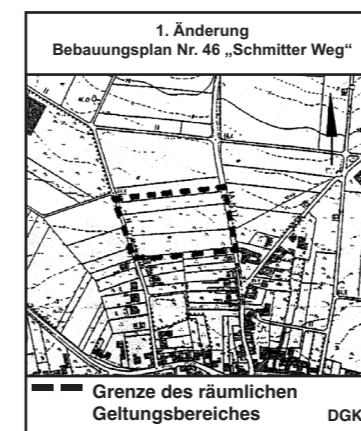 1. Änderung
Bebauungsplan Nr. 46 „Schmitter Weg“
Grenze des räumlichen
Geltungsbereiches
DGK